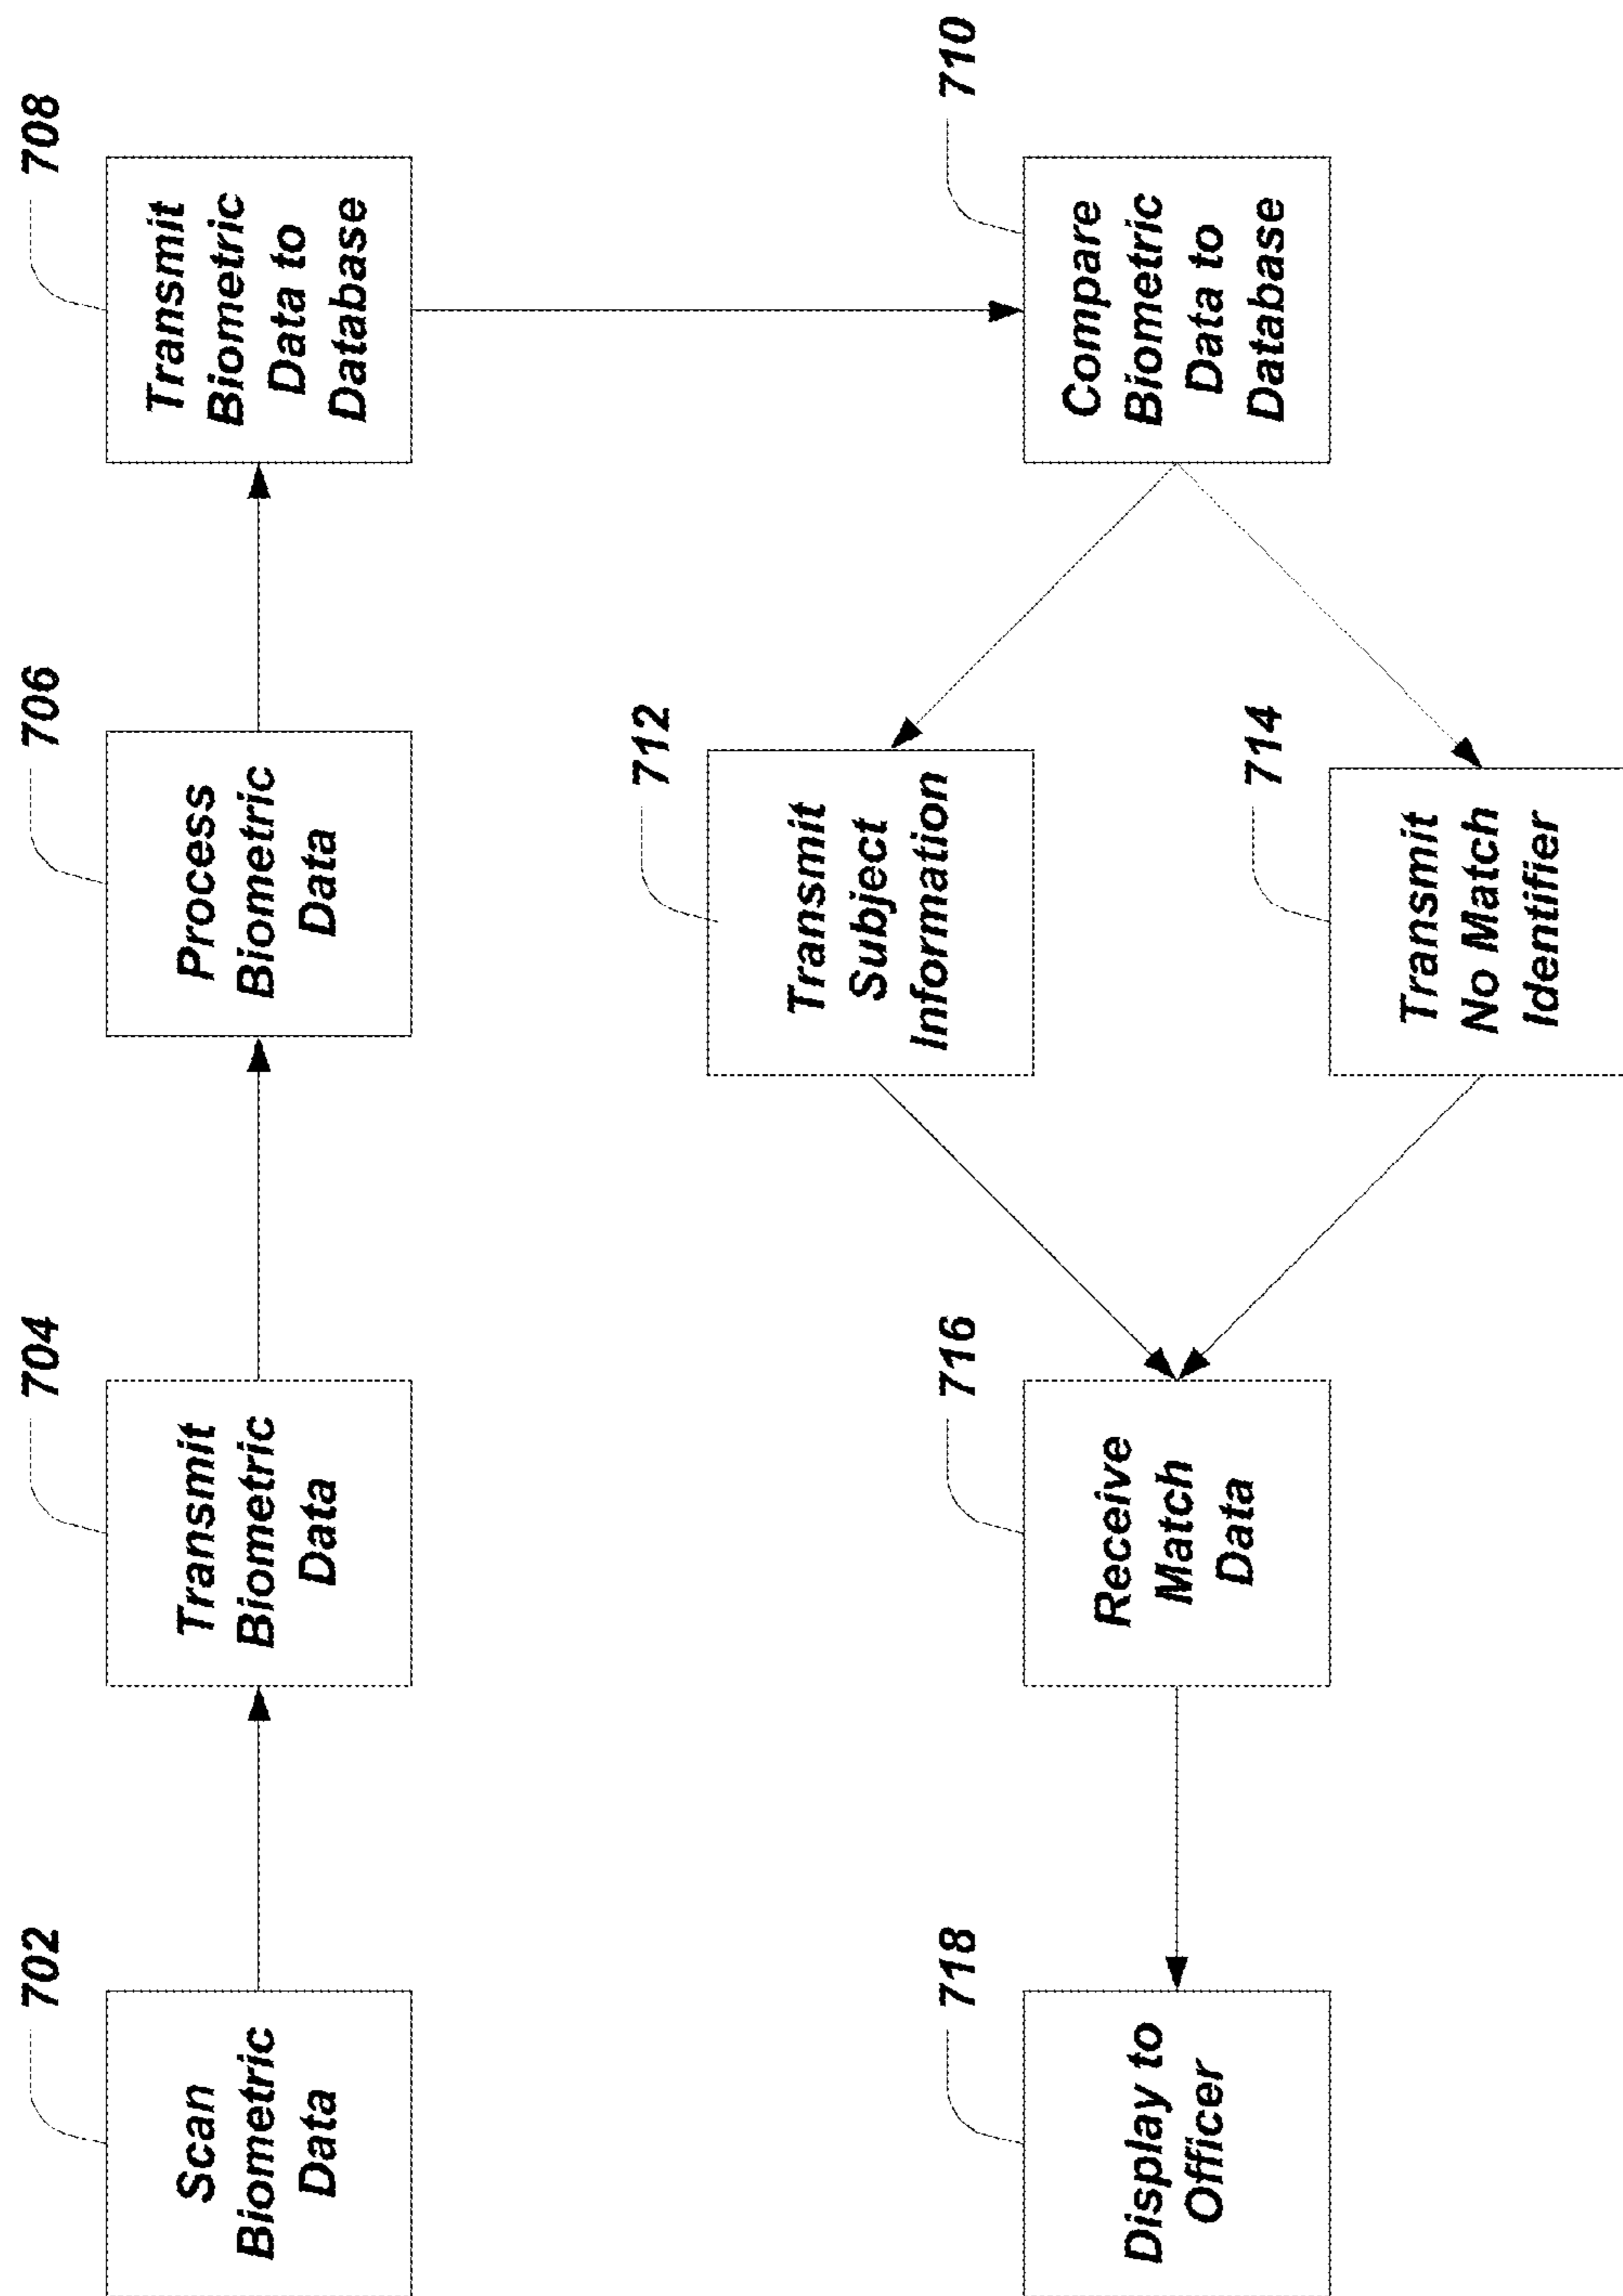 702
Scan
Biometric
Data
704
Transmit
Biometric
Data
706
Process
Biometric
Data
708
Transmit
Biometric
Data to
Database
710
Compare
Biometric
Data to
Database
712
Transmit
Subject
Information
714
Transmit
No Match
Identifier
716
Receive
Match
Data
718
Display to
Officer